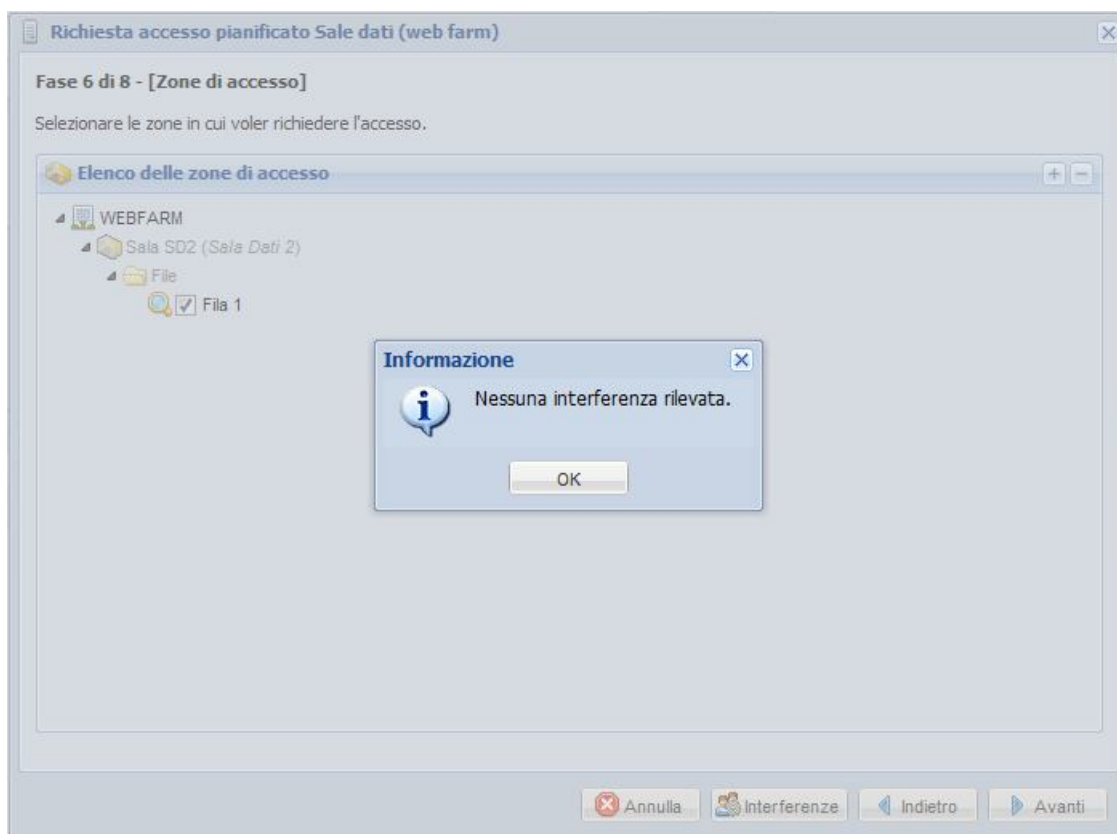 Richiesta accesso pianificato Sale dati (web farm)
Fase 6 di 8 - [Zone di accesso]
Selezionare le zone in cui voler richiedere l'accesso.
Elenco delle zone di accesso
WEBFARM
Sala SD2 (Sala Dati 2)
File
Fila 1
Informazione
Nessuna interferenza rilevata.
OK
Annulla Interferenze Indietro Avanti